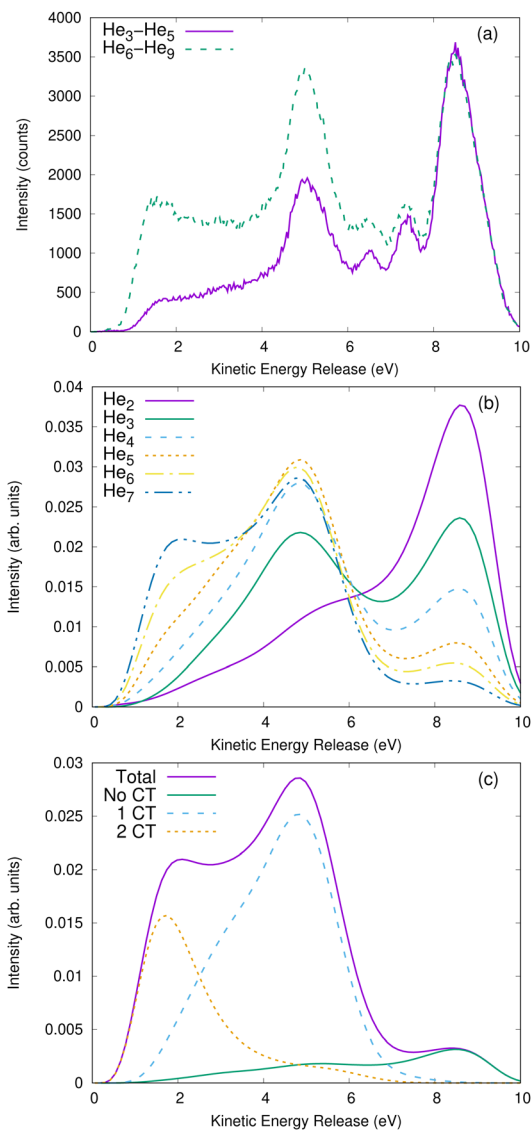 4000
3500
3000
2500
2000
1500
1000
500
0
Intensity (counts)
He3–He5
He6–He9
(a)
0 2 4 6 8 10
Kinetic Energy Release (eV)
0.04
0.035
0.03
0.025
0.02
0.015
0.01
0.005
0
Intensity (arb. units)
He2
He3
He4
He5
He6
He7
(b)
0 2 4 6 8 10
Kinetic Energy Release (eV)
0.03
0.025
0.02
0.015
0.01
0.005
0
Intensity (arb. units)
Total
No CT
1 CT
2 CT
(c)
0 2 4 6 8 10
Kinetic Energy Release (eV)